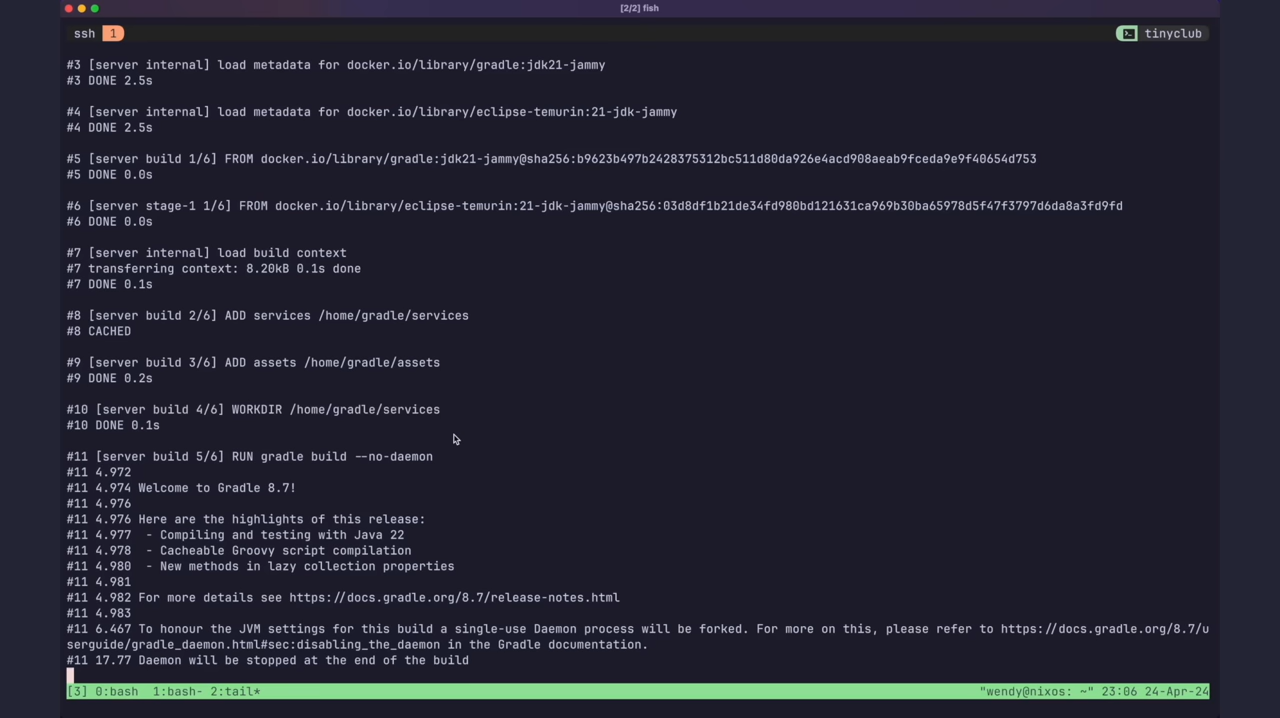 [2/2] fish
ssh 1
tinyclub
#3 [server internal] load metadata for docker.io/library/gradle:jdk21-jammy
#3 DONE 2.5s
#4 [server internal] load metadata for docker.io/library/eclipse-temurin:21-jdk-jammy
#4 DONE 2.5s
#5 [server build 1/6] FROM docker.io/library/gradle:jdk21-jammy@sha256:b9623b497b2428375312bc511d80da926e4acd908aeab9fceda9e9f40654d753
#5 DONE 0.0s
#6 [server stage-1 1/6] FROM docker.io/library/eclipse-temurin:21-jdk-jammy@sha256:03d8df1b21de34fd980bd121631ca969b30ba65978d5f47f3797d6da8a3fd9fd
#6 DONE 0.0s
#7 [server internal] load build context
#7 transferring context: 8.20kB 0.1s done
#7 DONE 0.1s
#8 [server build 2/6] ADD services /home/gradle/services
#8 CACHED
#9 [server build 3/6] ADD assets /home/gradle/assets
#9 DONE 0.2s
#10 [server build 4/6] WORKDIR /home/gradle/services
#10 DONE 0.1s
#11 [server build 5/6] RUN gradle build --no-daemon
#11 4.972
#11 4.974 Welcome to Gradle 8.7!
#11 4.976
#11 4.976 Here are the highlights of this release:
#11 4.977  - Compiling and testing with Java 22
#11 4.978  - Cacheable Groovy script compilation
#11 4.980  - New methods in lazy collection properties
#11 4.981
#11 4.982 For more details see https://docs.gradle.org/8.7/release-notes.html
#11 4.983
#11 6.467 To honour the JVM settings for this build a single-use Daemon process will be forked. For more on this, please refer to https://docs.gradle.org/8.7/u
serguide/gradle_daemon.html#sec:disabling_the_daemon in the Gradle documentation.
#11 17.77 Daemon will be stopped at the end of the build
[3] 0:bash  1:bash- 2:tail* "wendy@nixos: ~" 23:06 24-Apr-24